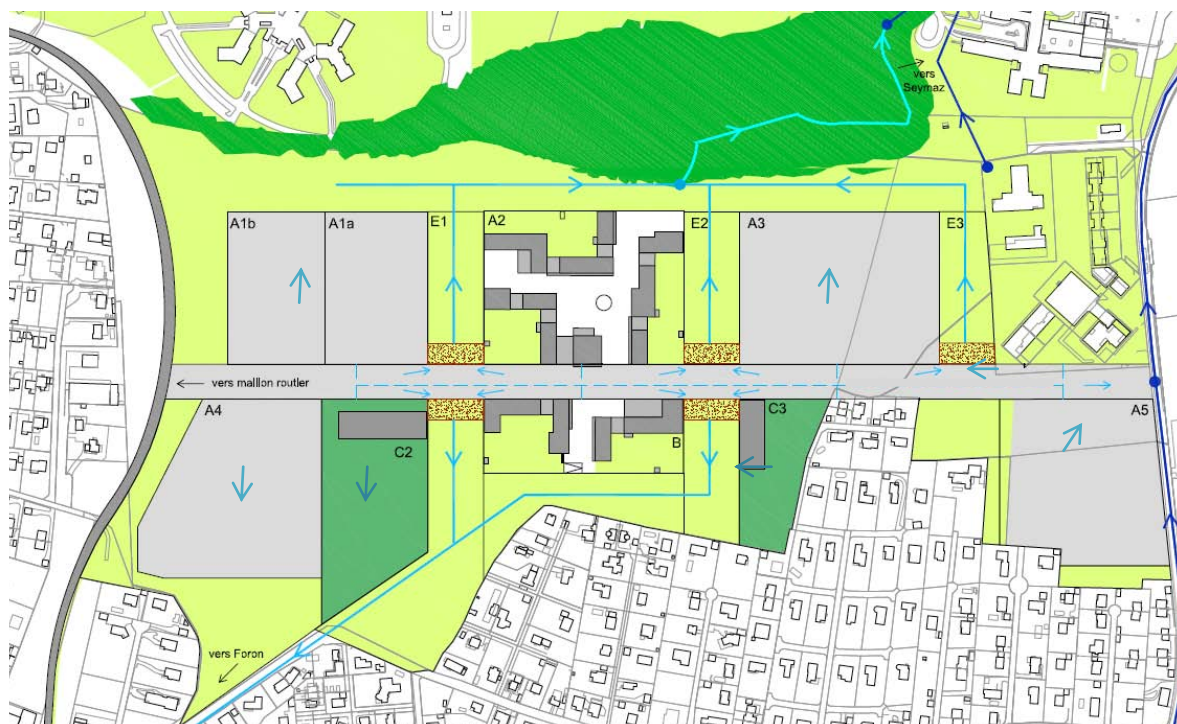 vers
Seymaz
A1b
A1a
E1
A2
E2
A3
E3
vers maillon routier
A4
C2
B
C3
A5
vers Foron